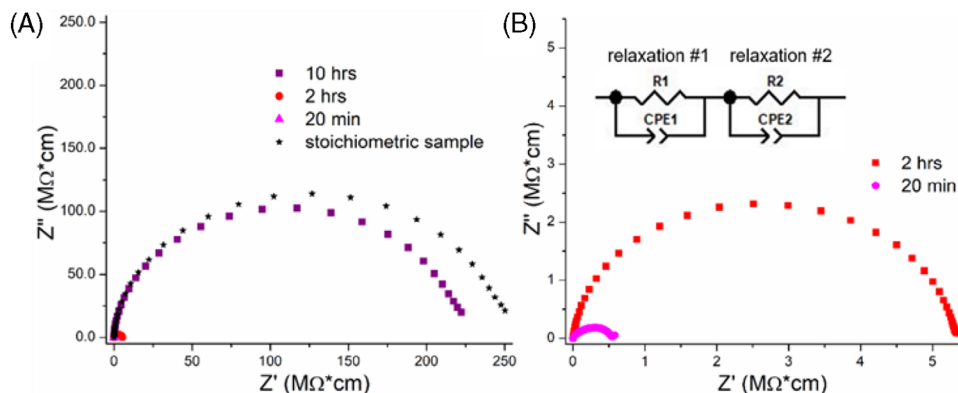 (A)
250.0
200.0
150.0
100.0
50.0
0.0
Z'' (MΩ*cm)
10 hrs
2 hrs
20 min
stoichiometric sample
0 50 100 150 200 250
Z' (MΩ*cm)
(B)
5
4
3
2
1
0
Z'' (MΩ*cm)
relaxation #1 relaxation #2
R1 R2
CPE1 CPE2
2 hrs
20 min
0 1 2 3 4 5
Z' (MΩ*cm)